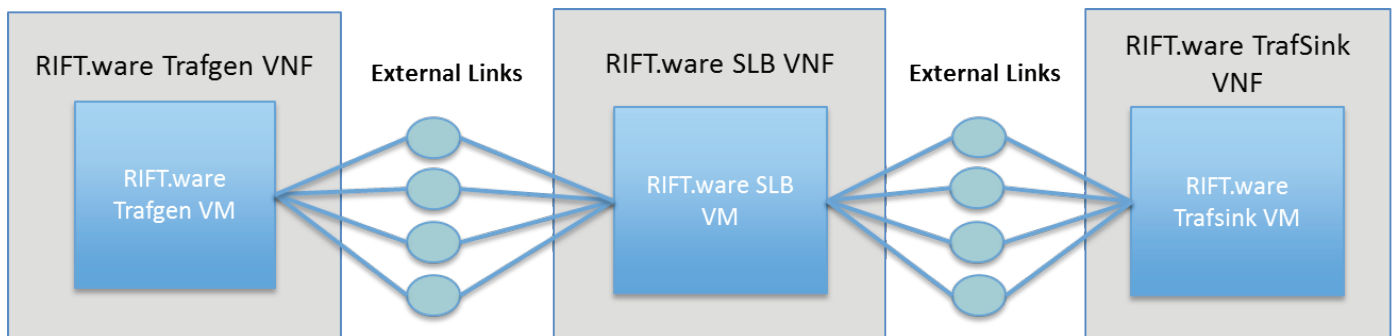 RIFT.ware Trafgen VNF
RIFT.ware
Trafgen VM
External Links
RIFT.ware SLB VNF
RIFT.ware SLB
VM
External Links
RIFT.ware TrafSink
VNF
RIFT.ware
Trafsink VM